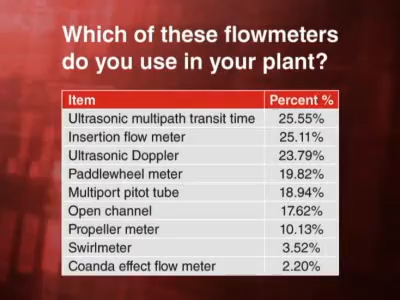 Which of these flowmeters
do you use in your plant?
Item Percent %
Ultrasonic multipath transit time 25.55%
Insertion flow meter 25.11%
Ultrasonic Doppler 23.79%
Paddlewheel meter 19.82%
Multiport pitot tube 18.94%
Open channel 17.62%
Propeller meter 10.13%
Swirlmeter 3.52%
Coanda effect flow meter 2.20%